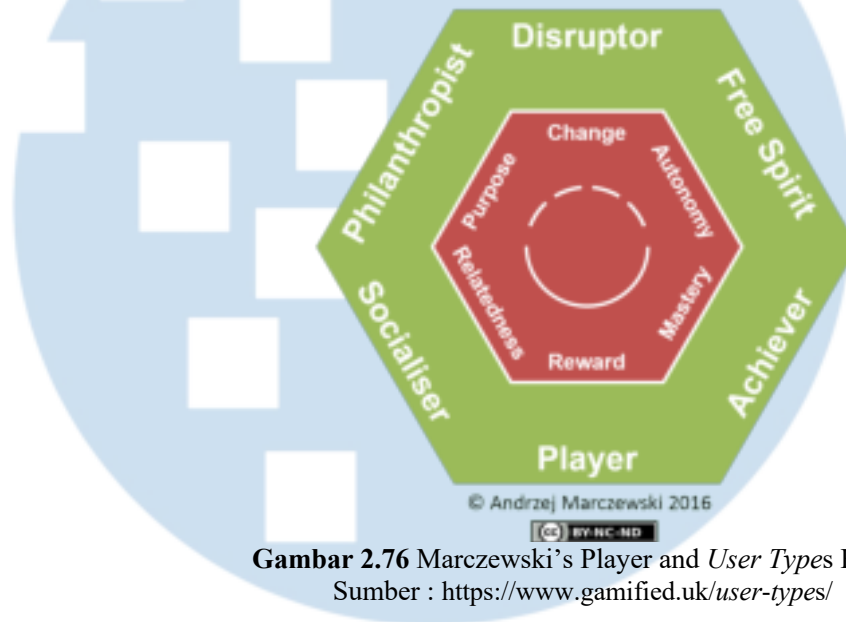 Disruptor
Philanthropist
Free Spirit
Change
Purpose
Autonomy
Relatedness
Mastery
Reward
Socialiser
Achiever
Player
© Andrzej Marczewski 2016
cc BY-NC-ND
Gambar 2.76 Marczewski’s Player and User Types
Sumber : https://www.gamified.uk/user-types/